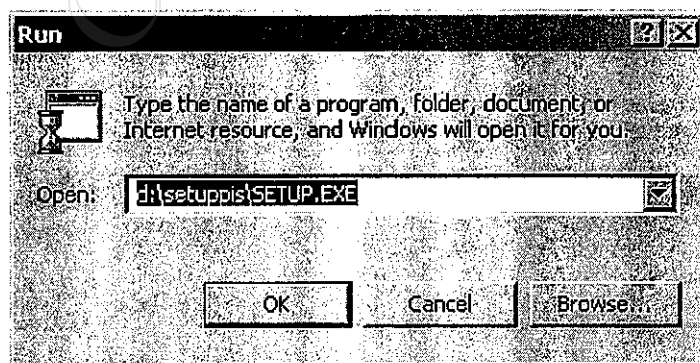 Run
Type the name of a program, folder, document, or
Internet resource, and Windows will open it for you.
Open: d:\setuppis\SETUP.EXE
OK Cancel Browse...